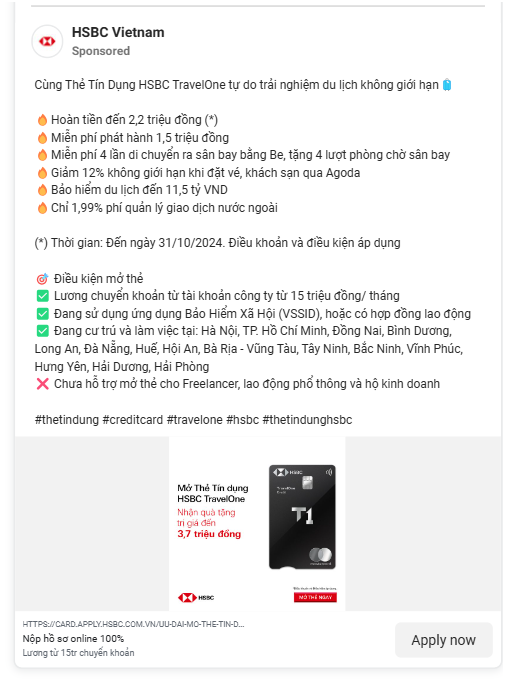 HSBC Vietnam
Sponsored
Cùng Thẻ Tín Dụng HSBC TravelOne tự do trải nghiệm du lịch không giới hạn🧳
🔥Hoàn tiền đến 2,2 triệu đồng (*)
🔥Miễn phí phát hành 1,5 triệu đồng
🔥Miễn phí 4 lần di chuyển ra sân bay bằng Be, tặng 4 lượt phòng chờ sân bay
🔥Giảm 12% không giới hạn khi đặt vé, khách sạn qua Agoda
🔥Bảo hiểm du lịch đến 11,5 tỷ VND
🔥Chỉ 1,99% phí quản lý giao dịch nước ngoài
(*) Thời gian: Đến ngày 31/10/2024. Điều khoản và điều kiện áp dụng
🎯 Điều kiện mở thẻ
✅ Lương chuyển khoản từ tài khoản công ty từ 15 triệu đồng/ tháng
✅ Đang sử dụng ứng dụng Bảo Hiểm Xã Hội (VSSID), hoặc có hợp đồng lao động
✅ Đang cư trú và làm việc tại: Hà Nội, TP. Hồ Chí Minh, Đồng Nai, Bình Dương,
Long An, Đà Nẵng, Huế, Hội An, Bà Rịa - Vũng Tàu, Tây Ninh, Bắc Ninh, Vĩnh Phúc,
Hưng Yên, Hải Dương, Hải Phòng
❌ Chưa hỗ trợ mở thẻ cho Freelancer, lao động phổ thông và hộ kinh doanh
#thetindung #creditcard #travelone #hsbc #thetindunghsbc
HSBC
TravelOne
T1
Mở Thẻ Tín dụng
HSBC TravelOne
Nhận quà tặng
trị giá đến
3,7 triệu đồng
HSBC
MỞ THẺ NGAY
HTTPS://CARD.APPLY.HSBC.COM.VN/UU-DAI-MO-THE-TIN-D...
Nộp hồ sơ online 100%
Lương từ 15tr chuyển khoản
Apply now